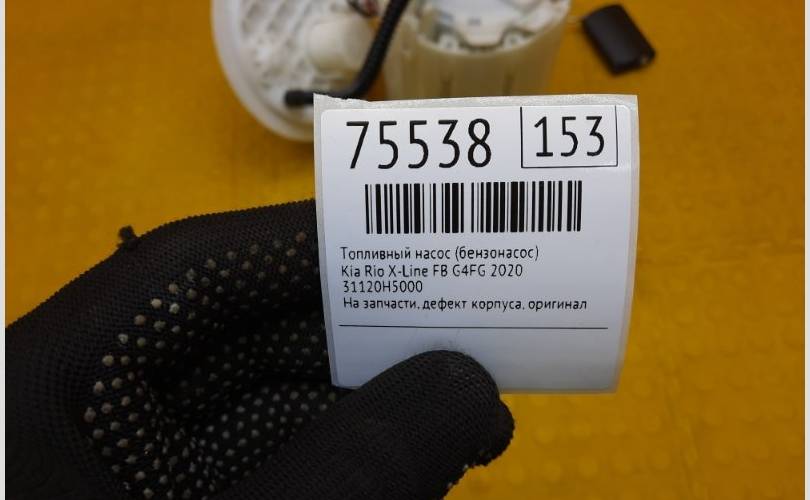 75538 153
Топливный насос (бензонасос)
Kia Rio X-Line FB G4FG 2020
31120H5000
На запчасти, дефект корпуса, оригинал